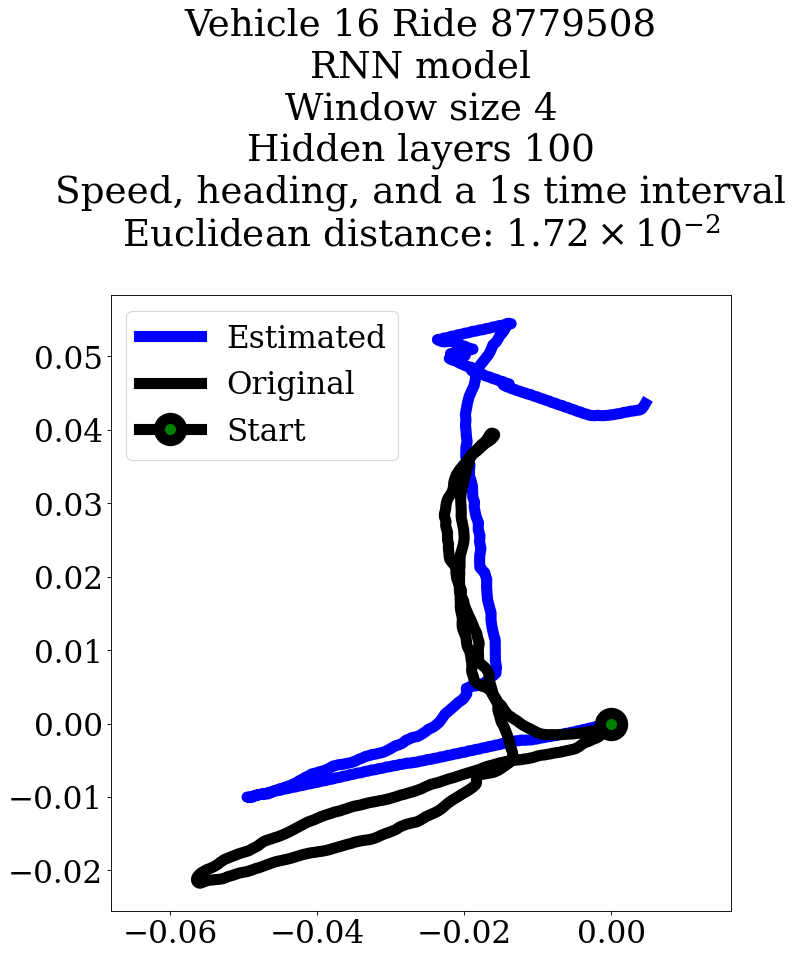 Vehicle 16 Ride 8779508
RNN model
Window size 4
Hidden layers 100
Speed, heading, and a 1s time interval
Euclidean distance: 1.72 × 10⁻²
Estimated
Original
Start
0.05
0.04
0.03
0.02
0.01
0.00
−0.01
−0.02
−0.06 −0.04 −0.02 0.00